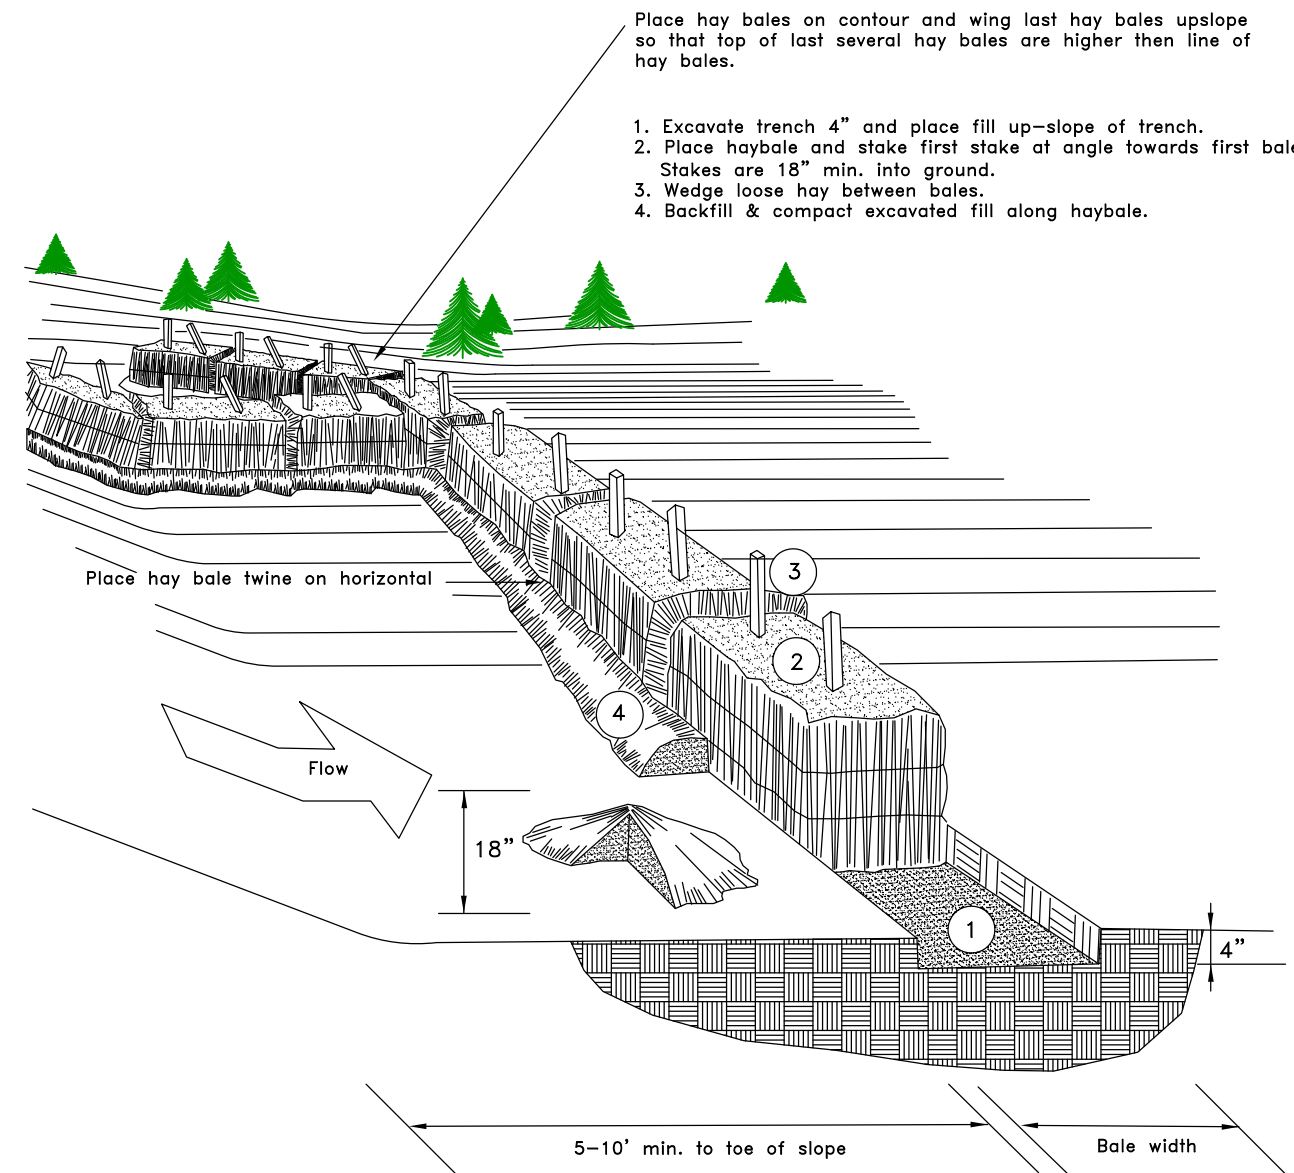 Place hay bales on contour and wing last hay bales upslope
so that top of last several hay bales are higher then line of
hay bales.
1. Excavate trench 4” and place fill up-slope of trench.
2. Place haybale and stake first stake at angle towards first bale
Stakes are 18” min. into ground.
3. Wedge loose hay between bales.
4. Backfill & compact excavated fill along haybale.
3
Place hay bale twine on horizontal
2
4
Flow
18”
1
4”
5-10’ min. to toe of slope
Bale width